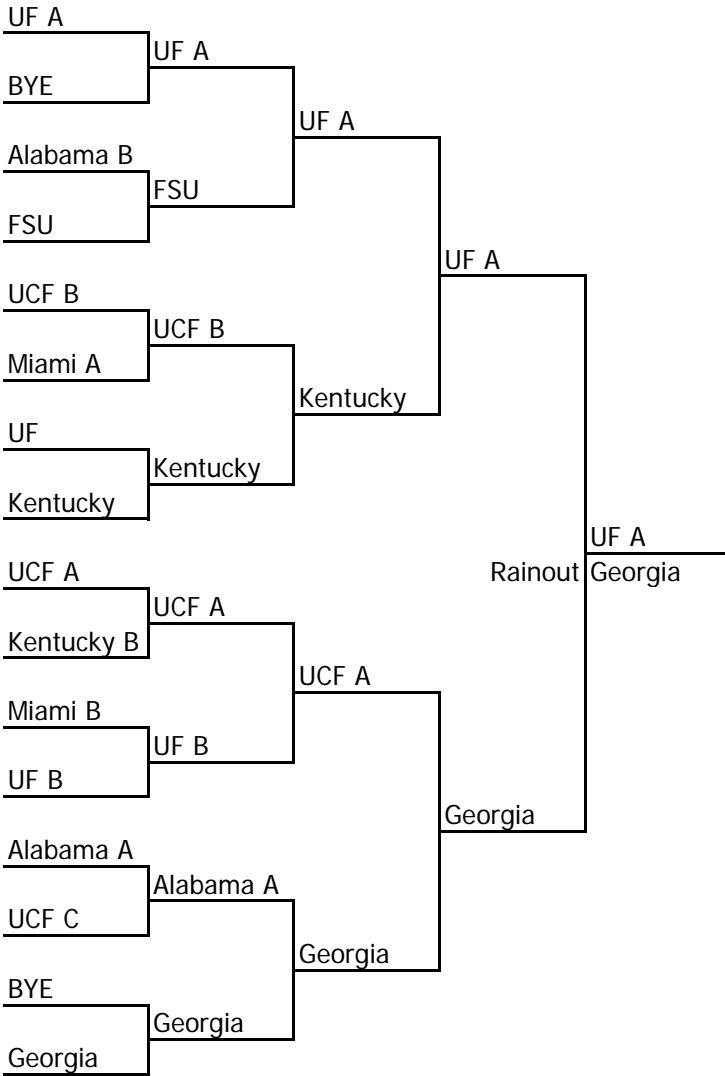 UF A
UF A
BYE
UF A
Alabama B
FSU
FSU
UF A
UCF B
UCF B
Miami A
Kentucky
UF
Kentucky
Kentucky
UF A
UCF A
Rainout Georgia
UCF A
Kentucky B
UCF A
Miami B
UF B
UF B
Georgia
Alabama A
Alabama A
UCF C
Georgia
BYE
Georgia
Georgia